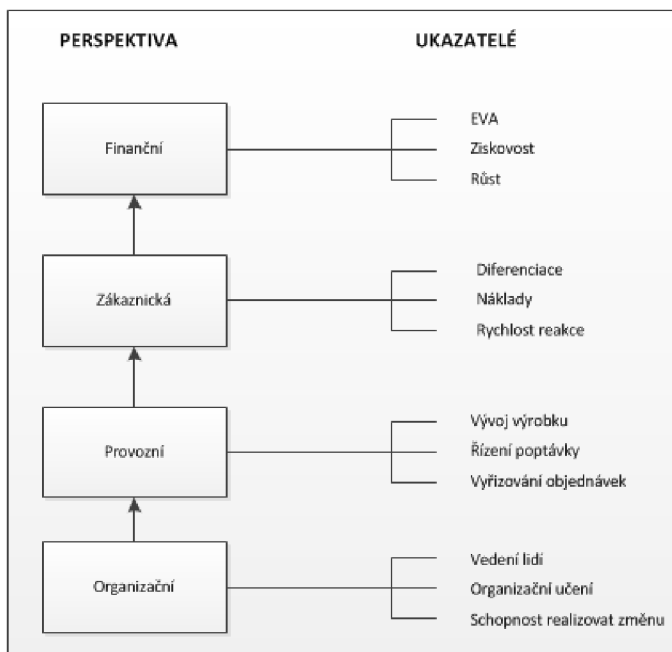 PERSPEKTIVA UKAZATELÉ
Finanční
EVA
Ziskovost
Růst
Zákaznická
Diferenciace
Náklady
Rychlost reakce
Provozní
Vývoj výrobku
Řízení poptávky
Vyřizování objednávek
Organizační
Vedení lidí
Organizační učení
Schopnost realizovat změnu